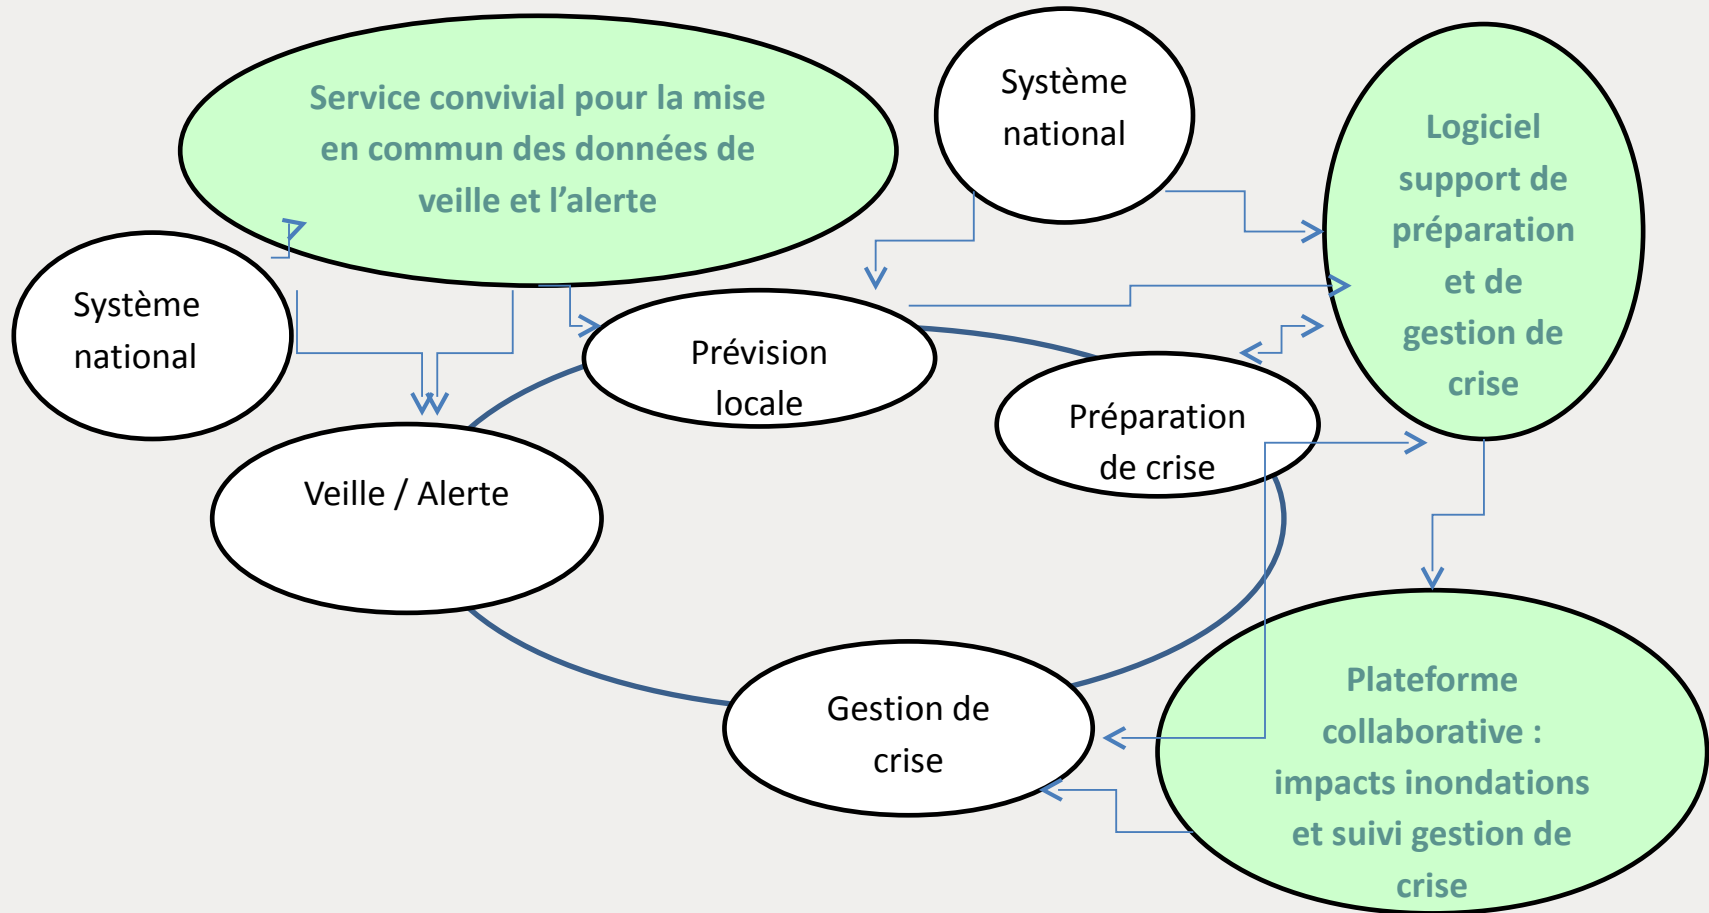 Service convivial pour la mise
en commun des données de
veille et l’alerte
Système
national
Logiciel
support de
préparation
et de
gestion de
crise
Système
national
Prévision
locale
Préparation
de crise
Veille / Alerte
Gestion de
crise
Plateforme
collaborative :
impacts inondations
et suivi gestion de
crise